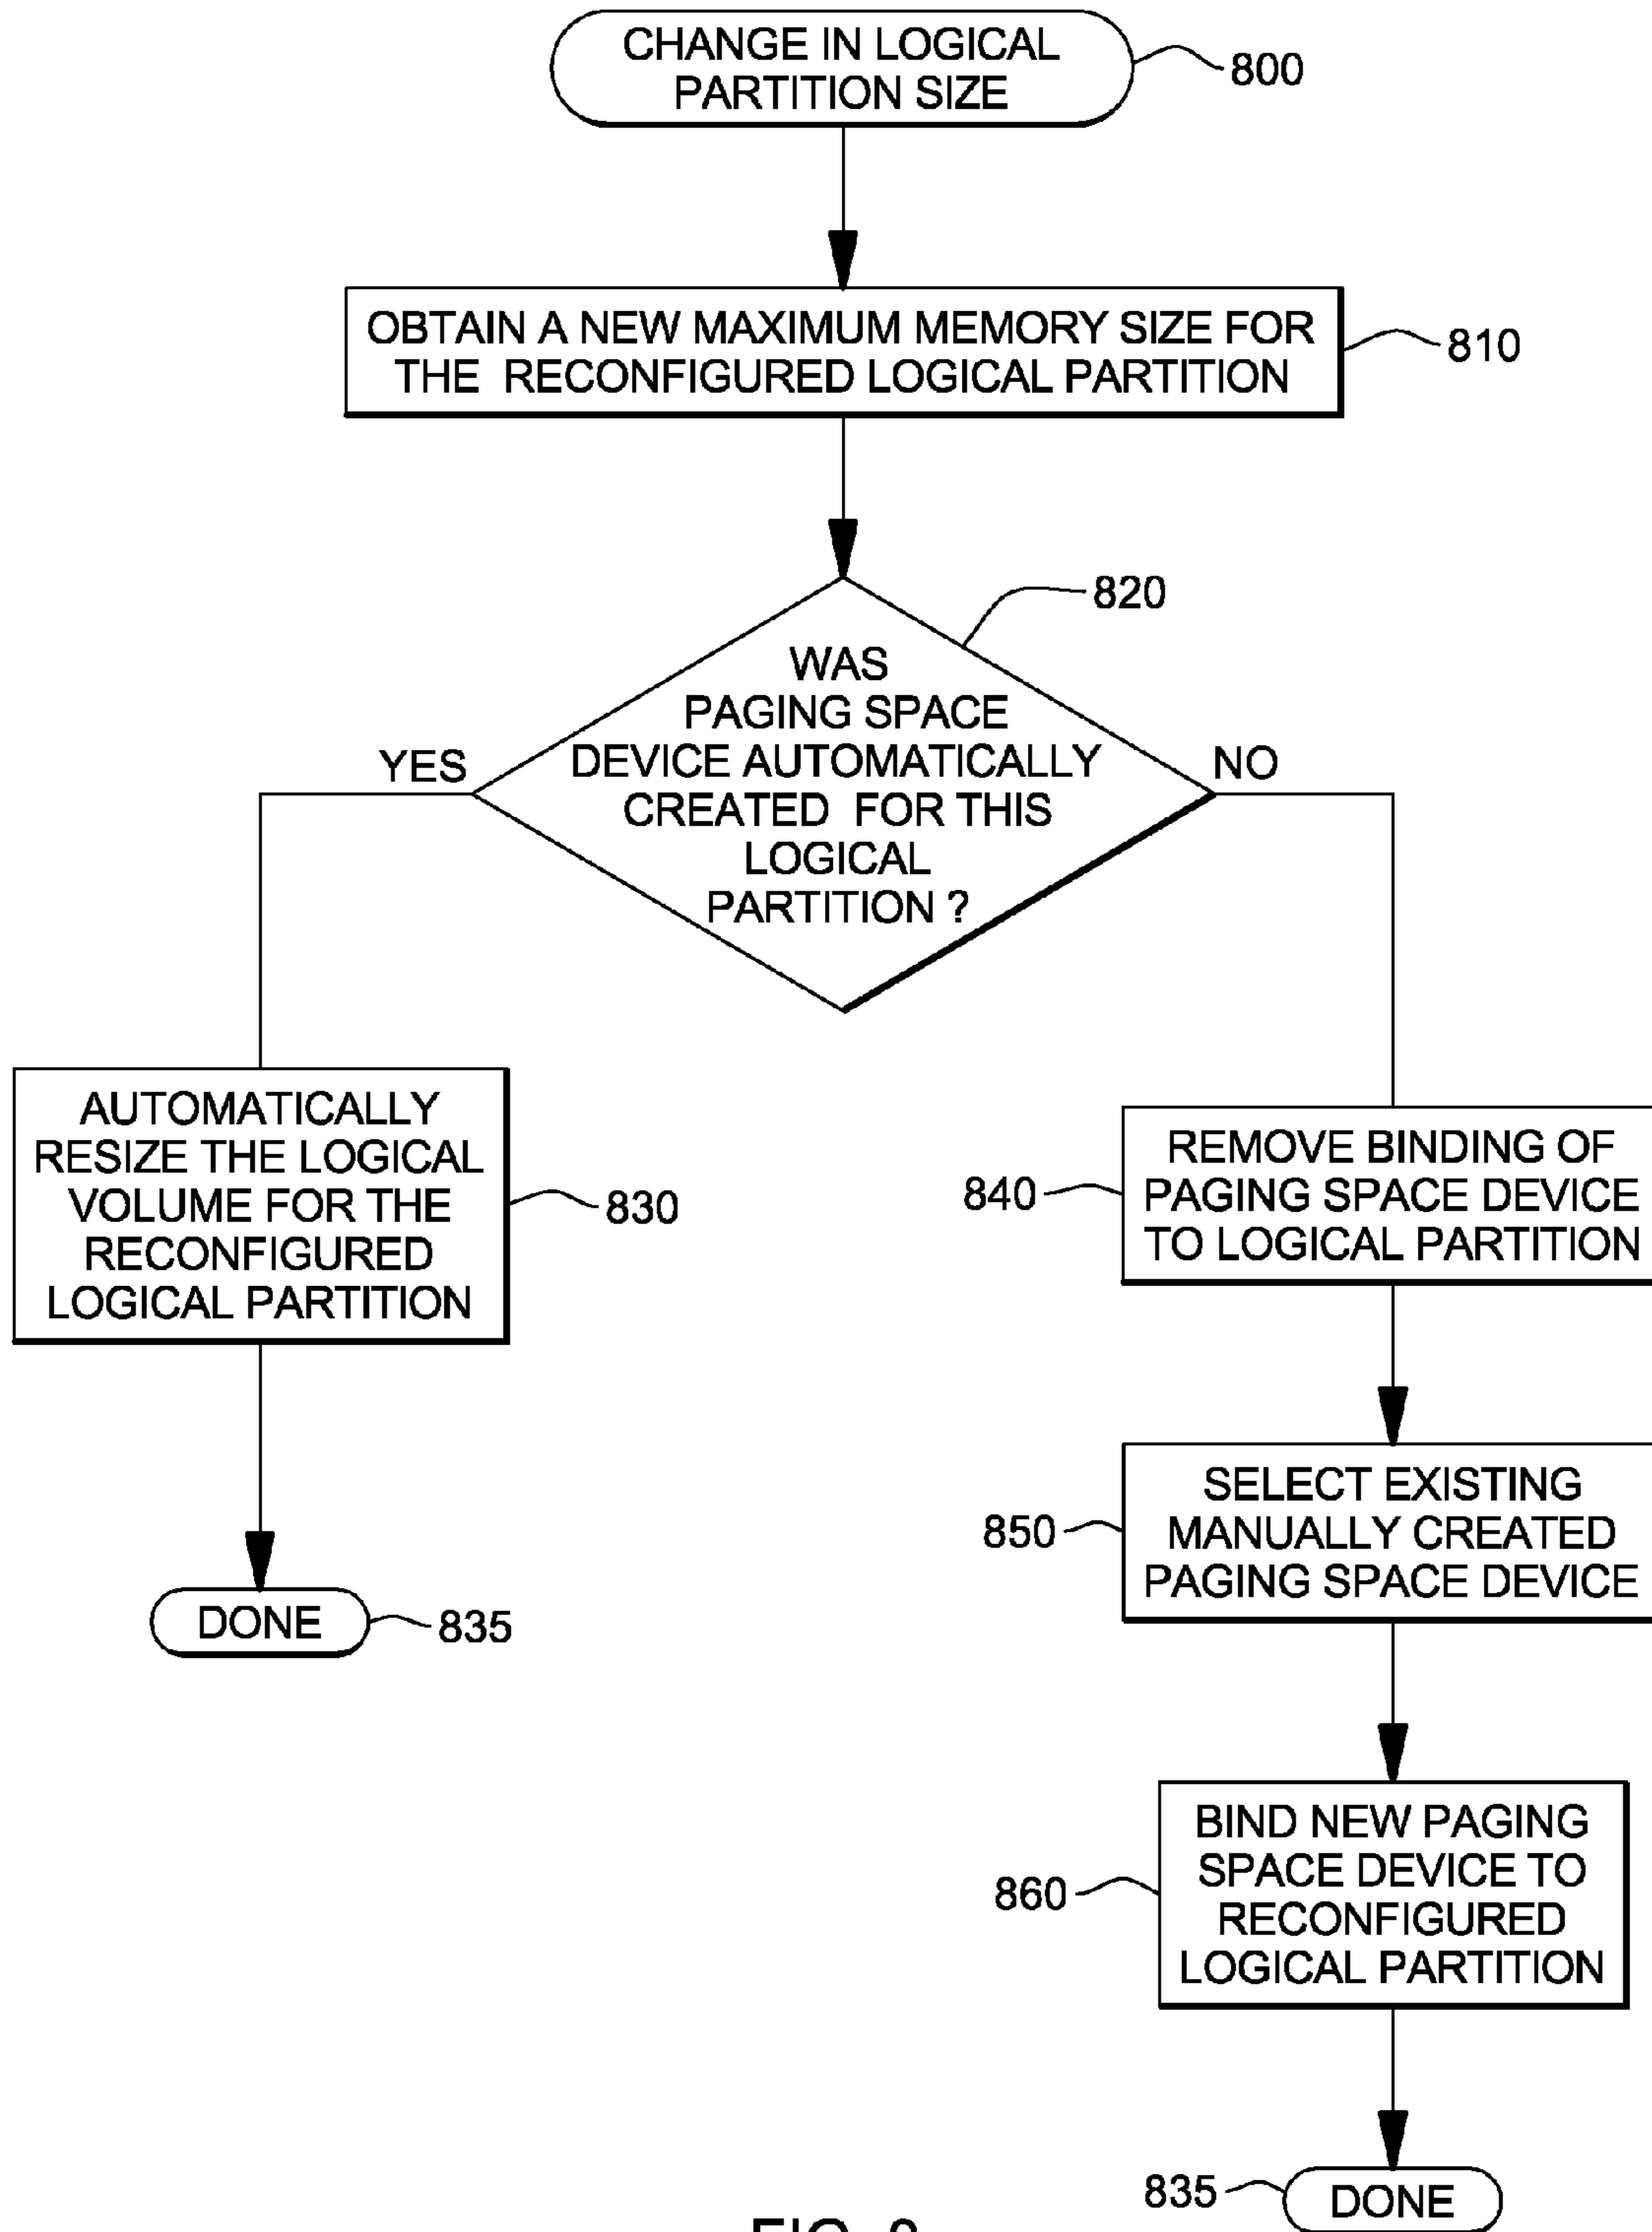 CHANGE IN LOGICAL
PARTITION SIZE
800
OBTAIN A NEW MAXIMUM MEMORY SIZE FOR
THE RECONFIGURED LOGICAL PARTITION
810
820
WAS
PAGING SPACE
DEVICE AUTOMATICALLY
CREATED FOR THIS
LOGICAL
PARTITION ?
YES
NO
AUTOMATICALLY
RESIZE THE LOGICAL
VOLUME FOR THE
RECONFIGURED
LOGICAL PARTITION
830
DONE
835
840
REMOVE BINDING OF
PAGING SPACE DEVICE
TO LOGICAL PARTITION
850
SELECT EXISTING
MANUALLY CREATED
PAGING SPACE DEVICE
860
BIND NEW PAGING
SPACE DEVICE TO
RECONFIGURED
LOGICAL PARTITION
835
DONE